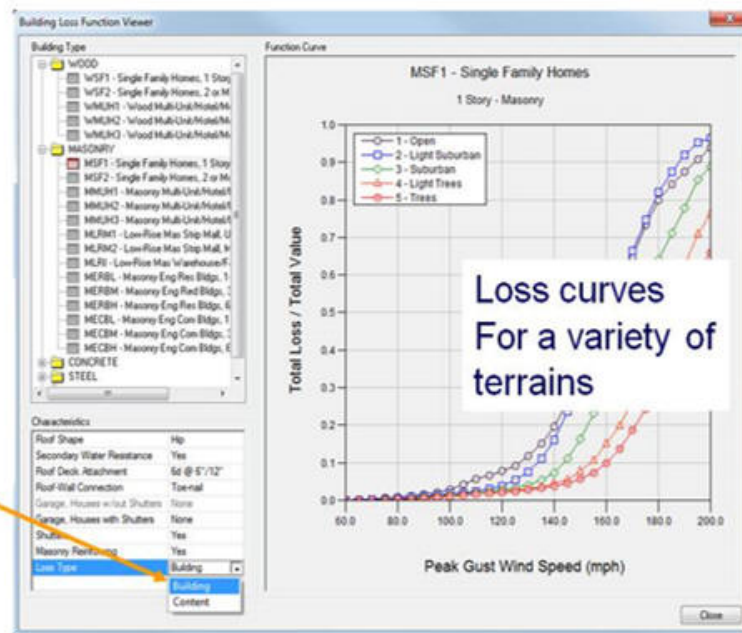 Building Loss Function Viewer
Building Type
WOOD
WSF1 - Single Family Homes, 1 Story
WSF2 - Single Family Homes, 2 or M
WMUH1 - Wood Multi-Unit/Hotel/M
WMUH2 - Wood Multi-Unit/Hotel/M
WMUH3 - Wood Multi-Unit/Hotel/M
MASONRY
MSF1 - Single Family Homes, 1 Story
MSF2 - Single Family Homes, 2 or M
MMUH1 - Masonry Multi-Unit/Hotel/
MMUH2 - Masonry Multi-Unit/Hotel/
MMUH3 - Masonry Multi-Unit/Hotel/
MLRM1 - Low-Rise Mas Strip Mall, U
MLRM2 - Low-Rise Mas Strip Mall, M
MLRI - Low-Rise Mas Warehouse/F
MERBL - Masonry Eng Res Bldgs, 1-
MERBM - Masonry Eng Red Bldgs, 3
MERBH - Masonry Eng Res Bldgs, 6
MECBL - Masonry Eng Com Bldgs, 1
MECBM - Masonry Eng Com Bldgs, 3
MECBH - Masonry Eng Com Bldgs, 6
CONCRETE
STEEL
Characteristics
Roof Shape Hip
Secondary Water Resistance Yes
Roof Deck Attachment 6d @ 6"/12"
Roof-Wall Connection Toe-nail
Garage, Houses w/out Shutters None
Garage, Houses with Shutters None
Shutt Yes
Masonry Reinforcing Yes
Loss Type Building
Building
Content
Function Curve
MSF1 - Single Family Homes
1 Story - Masonry
1 - Open
2 - Light Suburban
3 - Suburban
4 - Light Trees
5 - Trees
Total Loss / Total Value
1.0
0.9
0.8
0.7
0.6
0.5
0.4
0.3
0.2
0.1
0.0
60.0 80.0 100.0 120.0 140.0 160.0 180.0 200.0
Peak Gust Wind Speed (mph)
Loss curves
For a variety of
terrains
Close